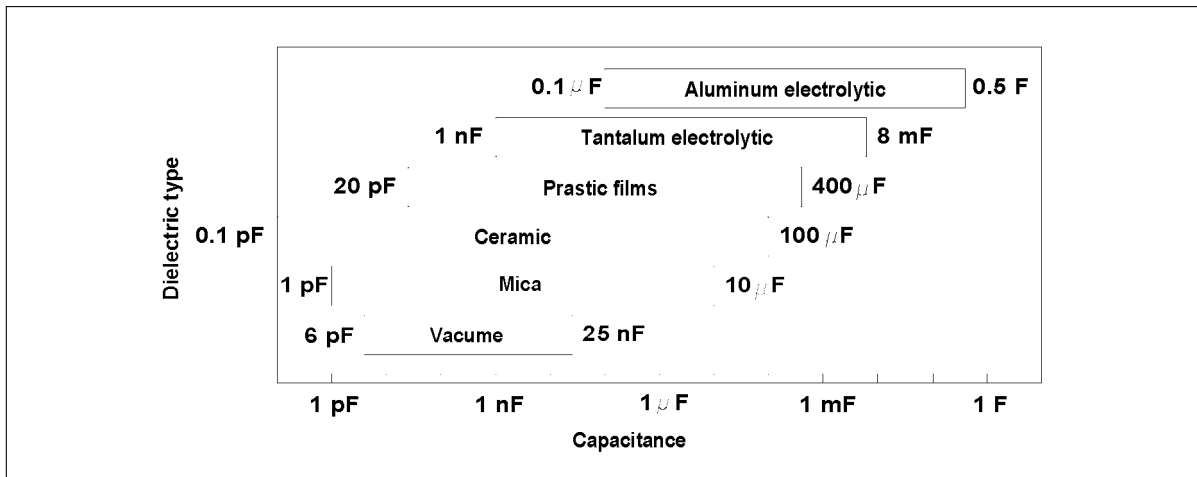 0.1 μF Aluminum electrolytic 0.5 F
1 nF Tantalum electrolytic 8 mF
20 pF Prastic films 400 μF
0.1 pF Ceramic 100 μF
1 pF Mica 10 μF
6 pF Vacume 25 nF
Dielectric type
1 pF 1 nF 1 μF 1 mF 1 F
Capacitance